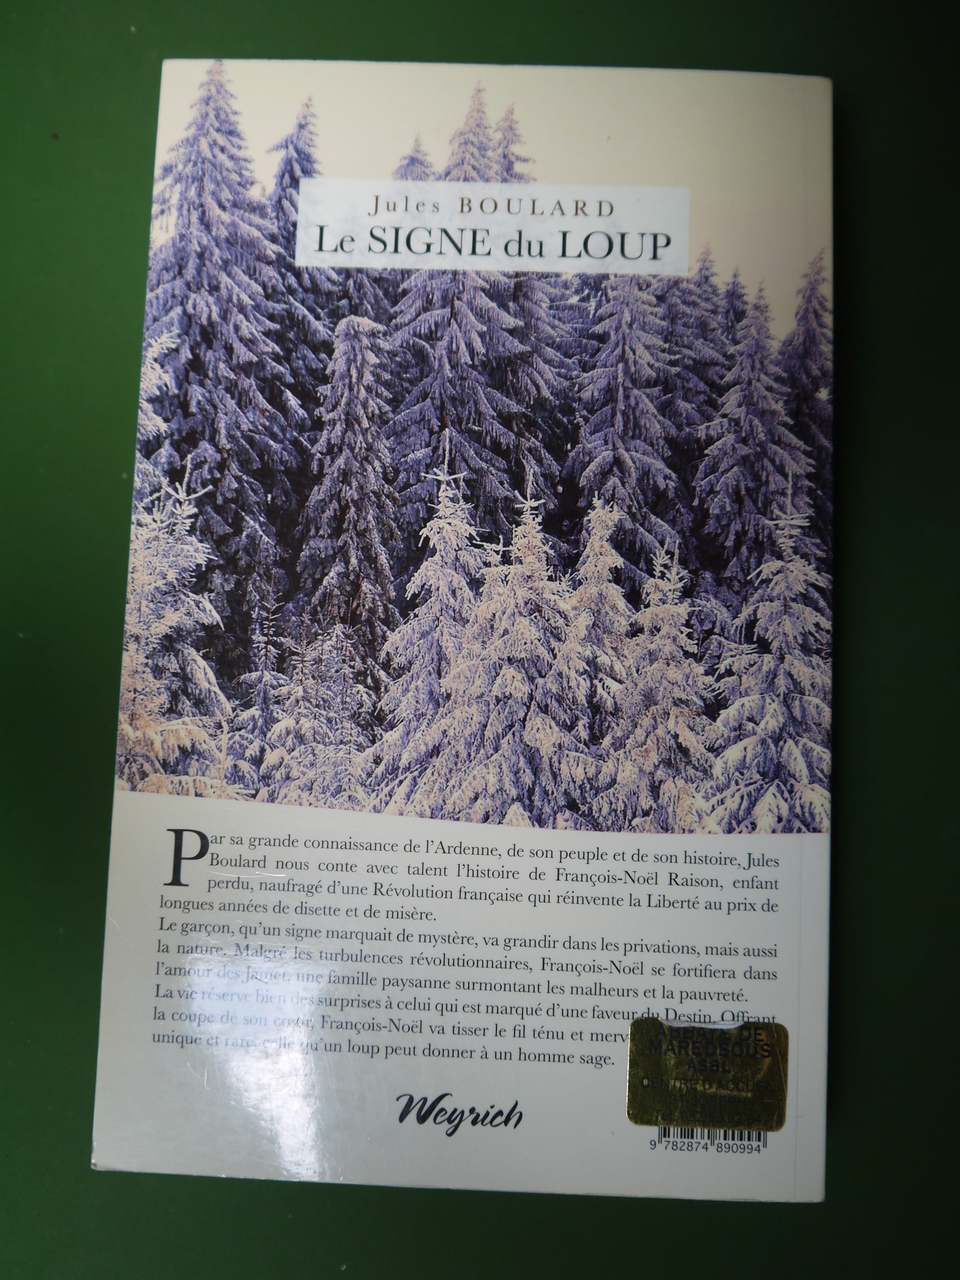 Jules BOULARD
Le SIGNE du LOUP
Par sa grande connaissance de l'Ardenne, de son peuple et de son histoire, Jules
Boulard nous conte avec talent l'histoire de François-Noël Raison, enfant
perdu, naufragé d'une Révolution française qui réinvente la Liberté au prix de
longues années de disette et de misère.
Le garçon, qu'un signe marquait de mystère, va grandir dans les privations, mais aussi
la nature. Malgré les turbulences révolutionnaires, François-Noël se fortifiera dans
l'amour des Jamet, une famille paysanne surmontant les malheurs et la pauvreté.
La vie réserve bien des surprises à celui qui est marqué d'une faveur du Destin. Offrant
la coupe de son cœur, François-Noël va tisser le fil ténu et merv
unique et rare, celle qu'un loup peut donner à un homme sage.
DE
MAREDSOUS
ASBL
CENTRE D'ACCUEIL
Weyrich
9 782874 890994